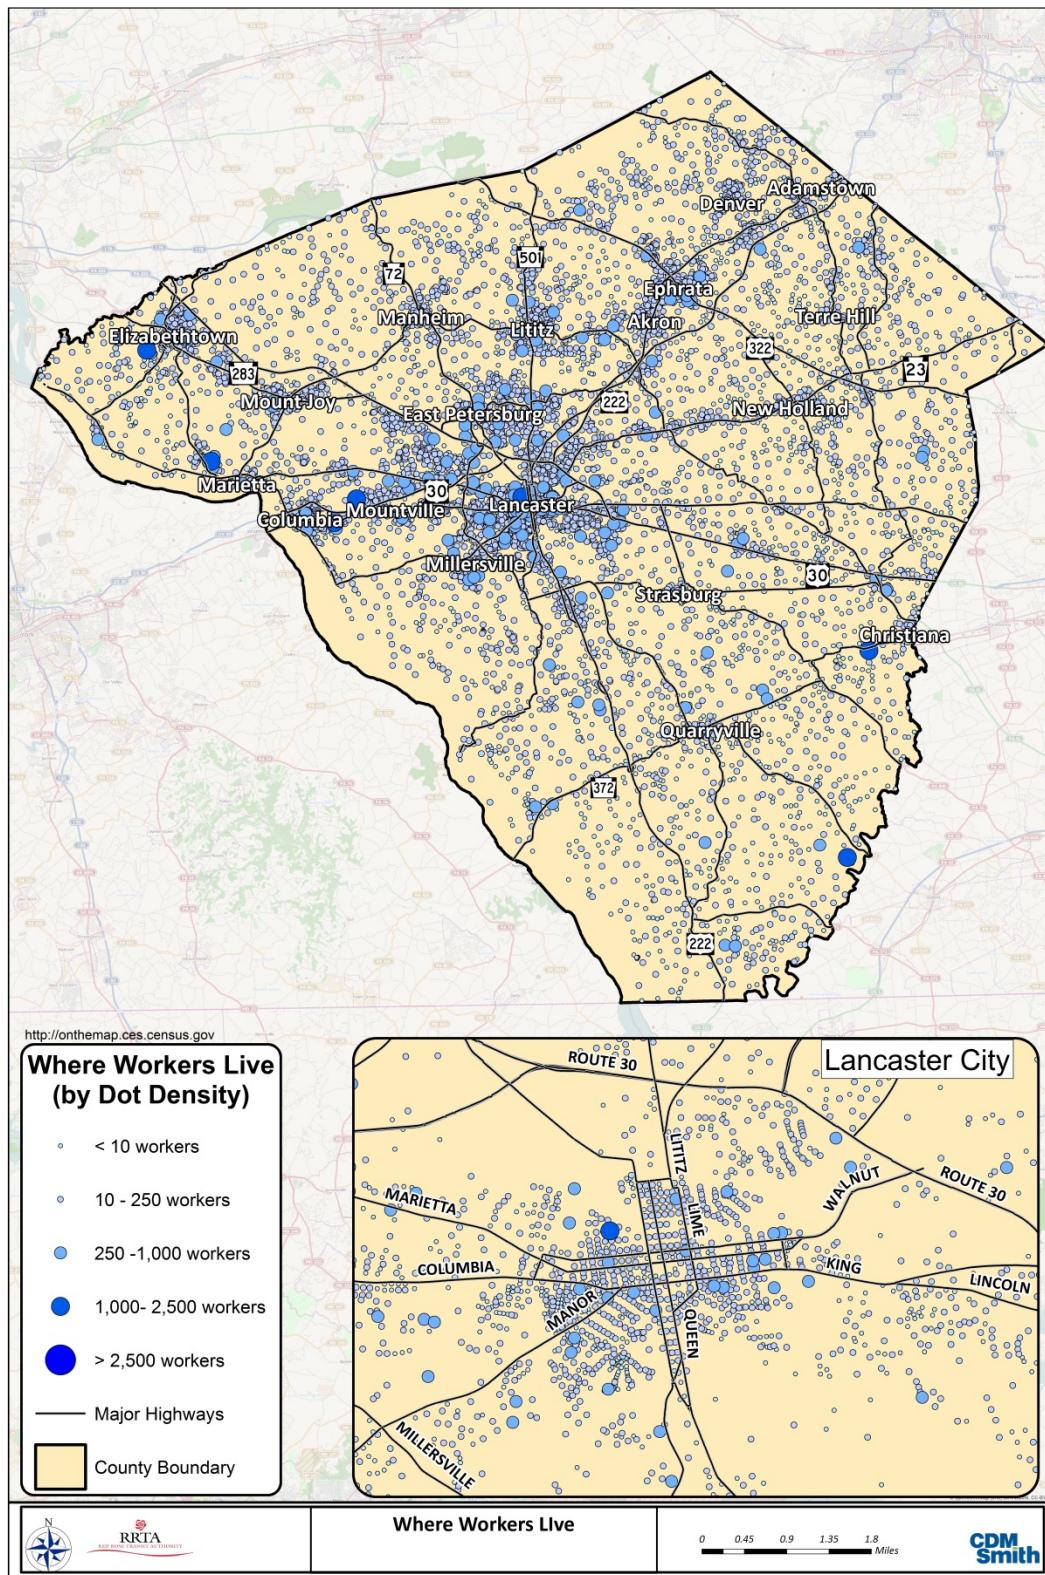 Adamstown
Denver
501
72
Ephrata
Manheim
Lititz
Akron
Terre Hill
Elizabethtown
322
283
23
Mount Joy
222
East Petersburg
New Holland
Marietta
30
Mountville
Lancaster
Columbia
Millersville
30
Strasburg
Christiana
Quarryville
372
222
http://onthemap.ces.census.gov
Where Workers Live
(by Dot Density)
< 10 workers
10 - 250 workers
250 -1,000 workers
1,000- 2,500 workers
> 2,500 workers
Major Highways
County Boundary
Lancaster City
ROUTE 30
LITITZ
WALNUT
ROUTE 30
MARIETTA
LIME
COLUMBIA
KING
LINCOLN
MANOR
QUEEN
MILLERSVILLE
N
RRTA
RED ROSE TRANSIT AUTHORITY
Where Workers LIve
0 0.45 0.9 1.35 1.8
Miles
CDM
Smith